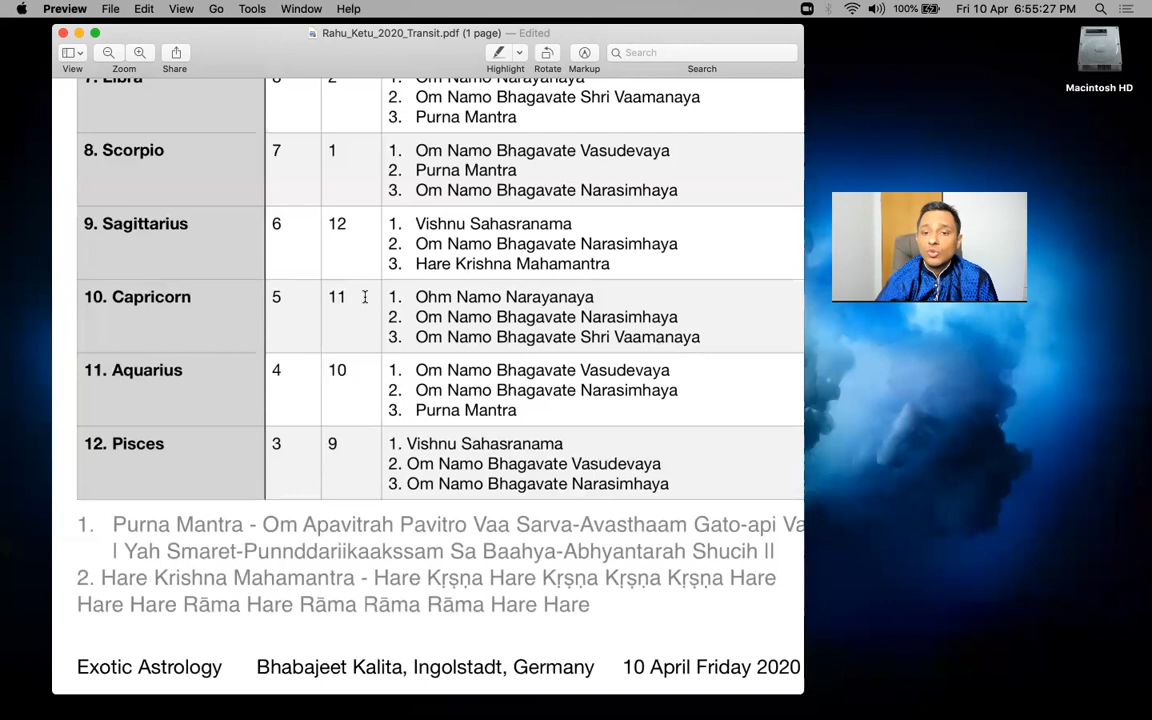 Preview File Edit View Go Tools Window Help 100% Fri 10 Apr 6:55:27 PM
Rahu_Ketu_2020_Transit.pdf (1 page) — Edited
Search
View Zoom Share Highlight Rotate Markup Search
Macintosh HD
7. Libra 8 2 1. Om Namo Narayanaya
2. Om Namo Bhagavate Shri Vaamanaya
3. Purna Mantra
8. Scorpio 7 1 1. Om Namo Bhagavate Vasudevaya
2. Purna Mantra
3. Om Namo Bhagavate Narasimhaya
9. Sagittarius 6 12 1. Vishnu Sahasranama
2. Om Namo Bhagavate Narasimhaya
3. Hare Krishna Mahamantra
10. Capricorn 5 11 1. Ohm Namo Narayanaya
2. Om Namo Bhagavate Narasimhaya
3. Om Namo Bhagavate Shri Vaamanaya
11. Aquarius 4 10 1. Om Namo Bhagavate Vasudevaya
2. Om Namo Bhagavate Narasimhaya
3. Purna Mantra
12. Pisces 3 9 1. Vishnu Sahasranama
2. Om Namo Bhagavate Vasudevaya
3. Om Namo Bhagavate Narasimhaya
1. Purna Mantra - Om Apavitrah Pavitro Vaa Sarva-Avasthaam Gato-api Va
| Yah Smaret-Punnddariikaakssam Sa Baahya-Abhyantarah Shucih ||
2. Hare Krishna Mahamantra - Hare Kṛṣṇa Hare Kṛṣṇa Kṛṣṇa Kṛṣṇa Hare
Hare Hare Rāma Hare Rāma Rāma Rāma Hare Hare
Exotic Astrology Bhabajeet Kalita, Ingolstadt, Germany 10 April Friday 2020